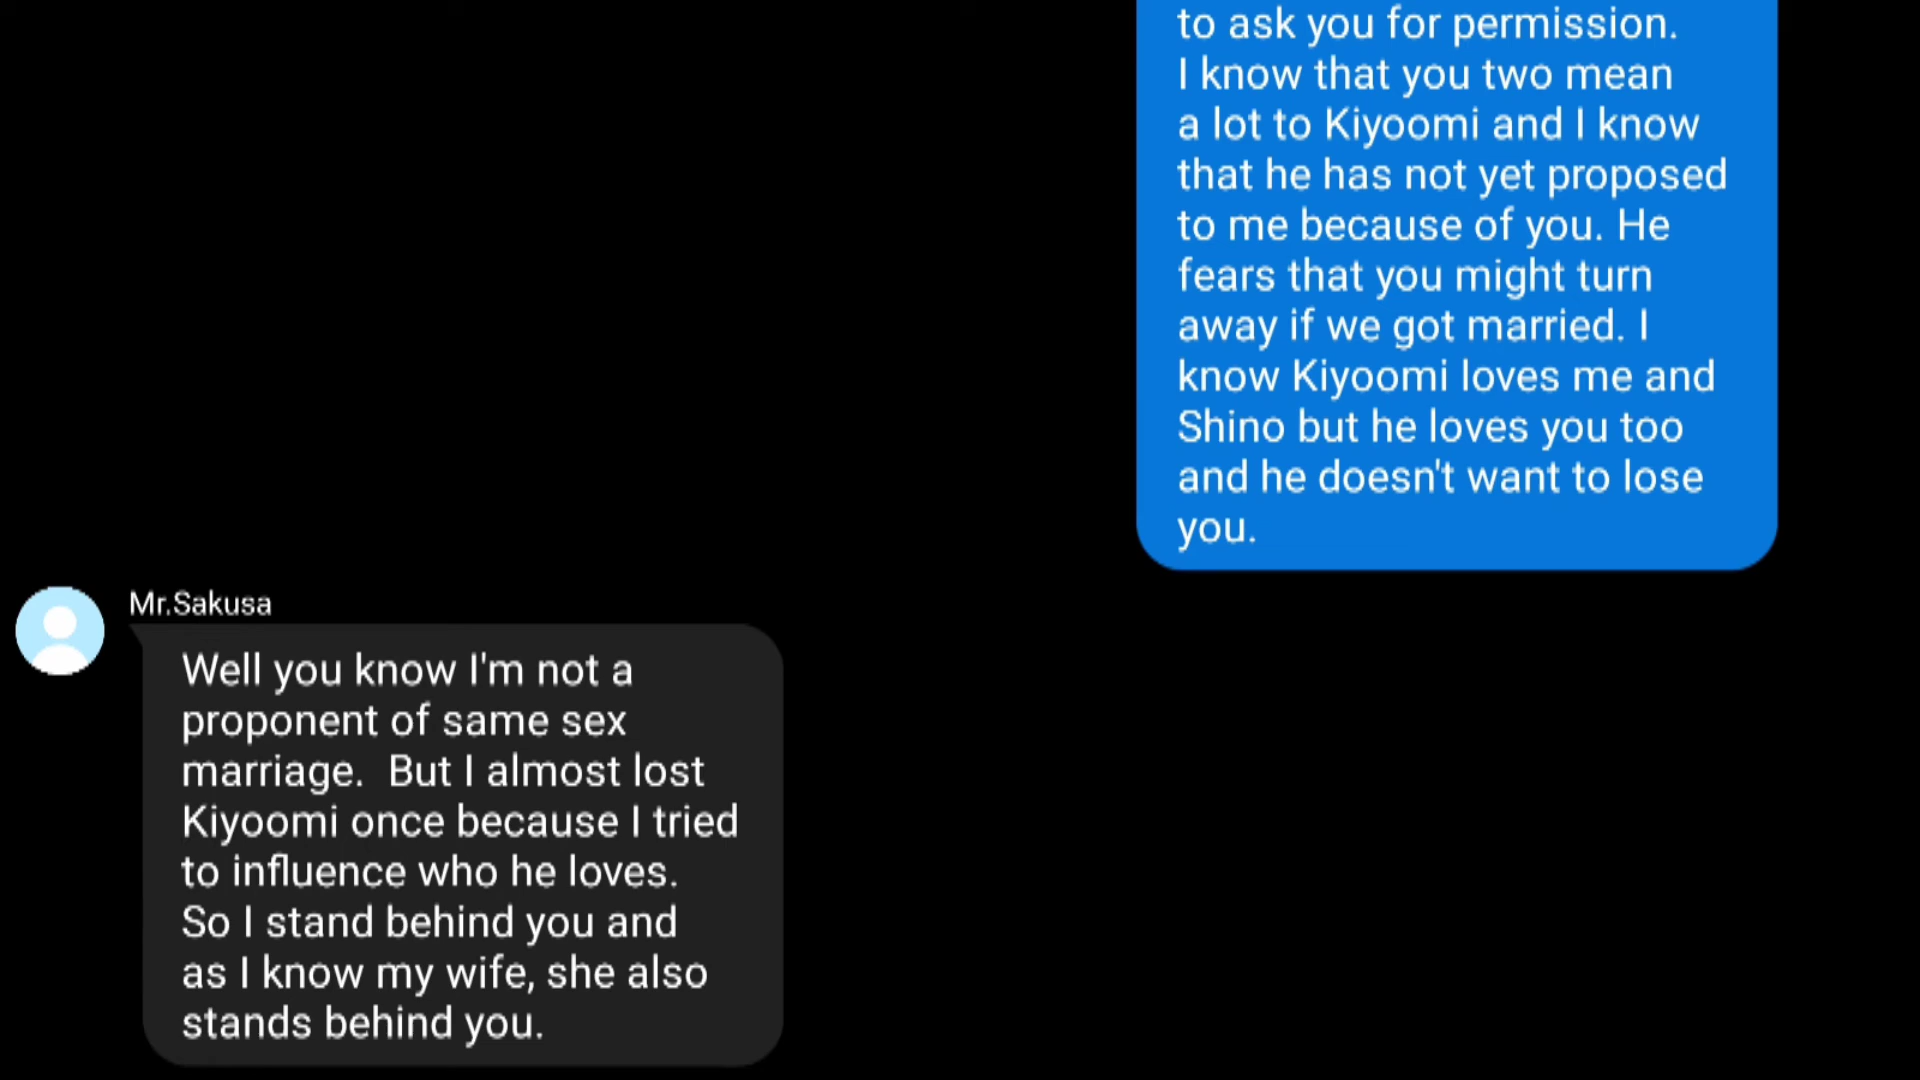 to ask you for permission.
I know that you two mean
a lot to Kiyoomi and I know
that he has not yet proposed
to me because of you. He
fears that you might turn
away if we got married. I
know Kiyoomi loves me and
Shino but he loves you too
and he doesn't want to lose
you.
Mr.Sakusa
Well you know I'm not a
proponent of same sex
marriage.  But I almost lost
Kiyoomi once because I tried
to influence who he loves.
So I stand behind you and
as I know my wife, she also
stands behind you.